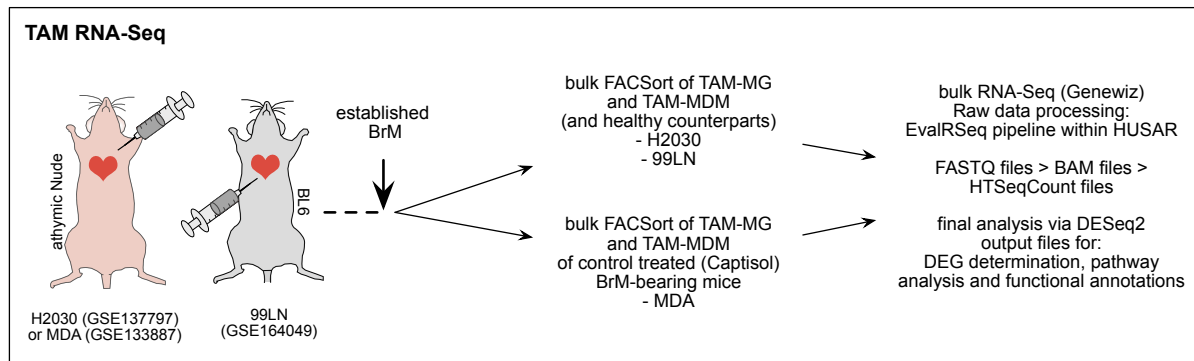 TAM RNA-Seq
athymic Nude
H2030 (GSE137797)
or MDA (GSE133887)
BL6
99LN
(GSE164049)
established
BrM
bulk FACSort of TAM-MG
and TAM-MDM
(and healthy counterparts)
- H2030
- 99LN
bulk FACSort of TAM-MG
and TAM-MDM
of control treated (Captisol)
BrM-bearing mice
- MDA
bulk RNA-Seq (Genewiz)
Raw data processing:
EvalRSeq pipeline within HUSAR
FASTQ files > BAM files >
HTSeqCount files
final analysis via DESeq2
output files for:
DEG determination, pathway
analysis and functional annotations